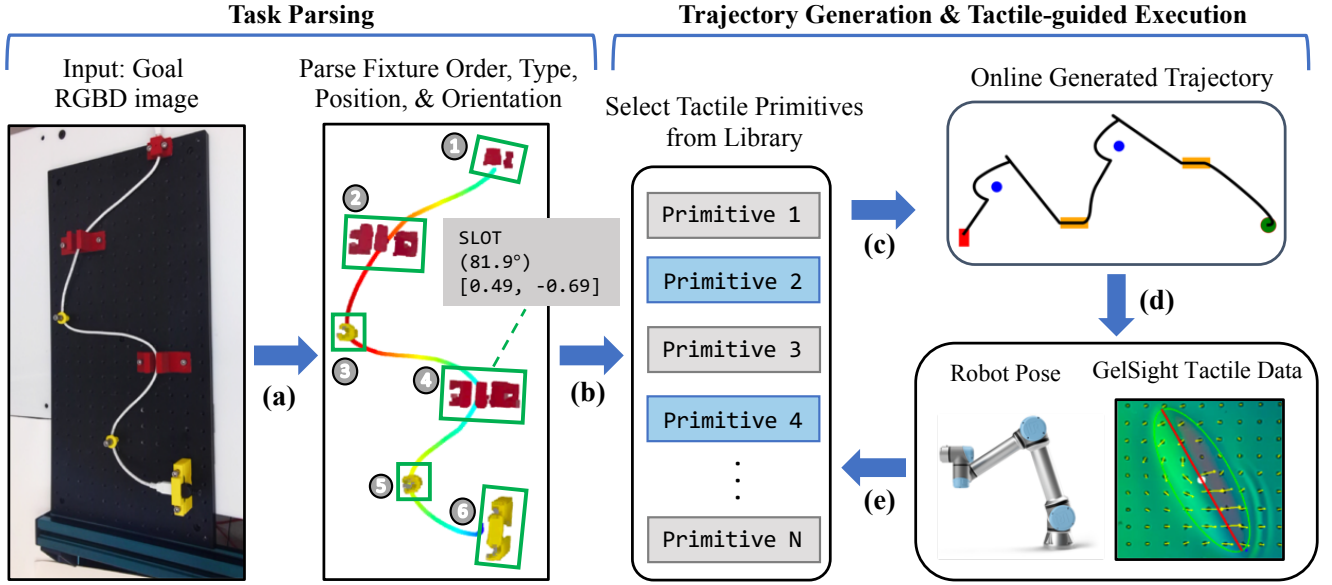 Task Parsing
Trajectory Generation & Tactile-guided Execution
Input: Goal
RGBD image
Parse Fixture Order, Type,
Position, & Orientation
1
2
SLOT
(81.9°)
[0.49, -0.69]
3
4
5
6
(a)
(b)
Select Tactile Primitives
from Library
Primitive 1
Primitive 2
Primitive 3
Primitive 4
Primitive N
(c)
Online Generated Trajectory
(d)
Robot Pose
GelSight Tactile Data
(e)